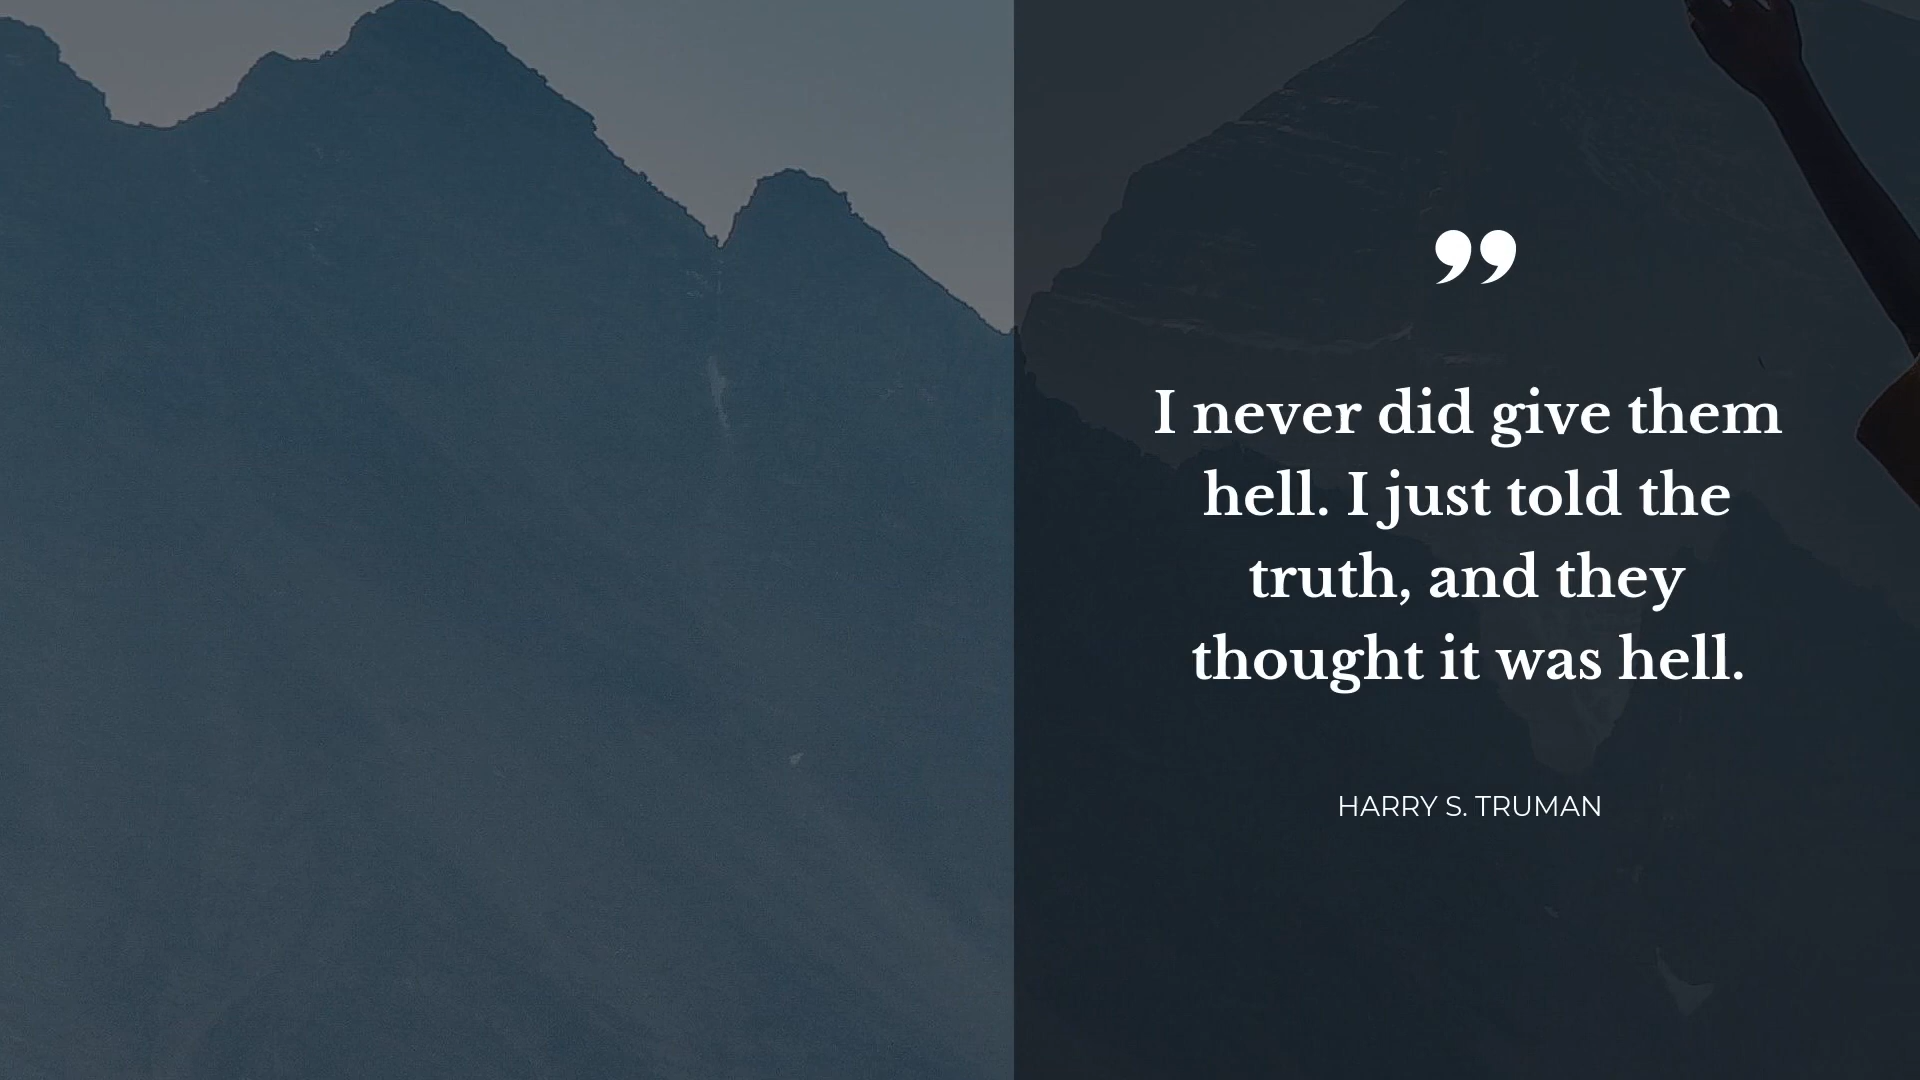 ”
I never did give them
hell. I just told the
truth, and they
thought it was hell.
HARRY S. TRUMAN